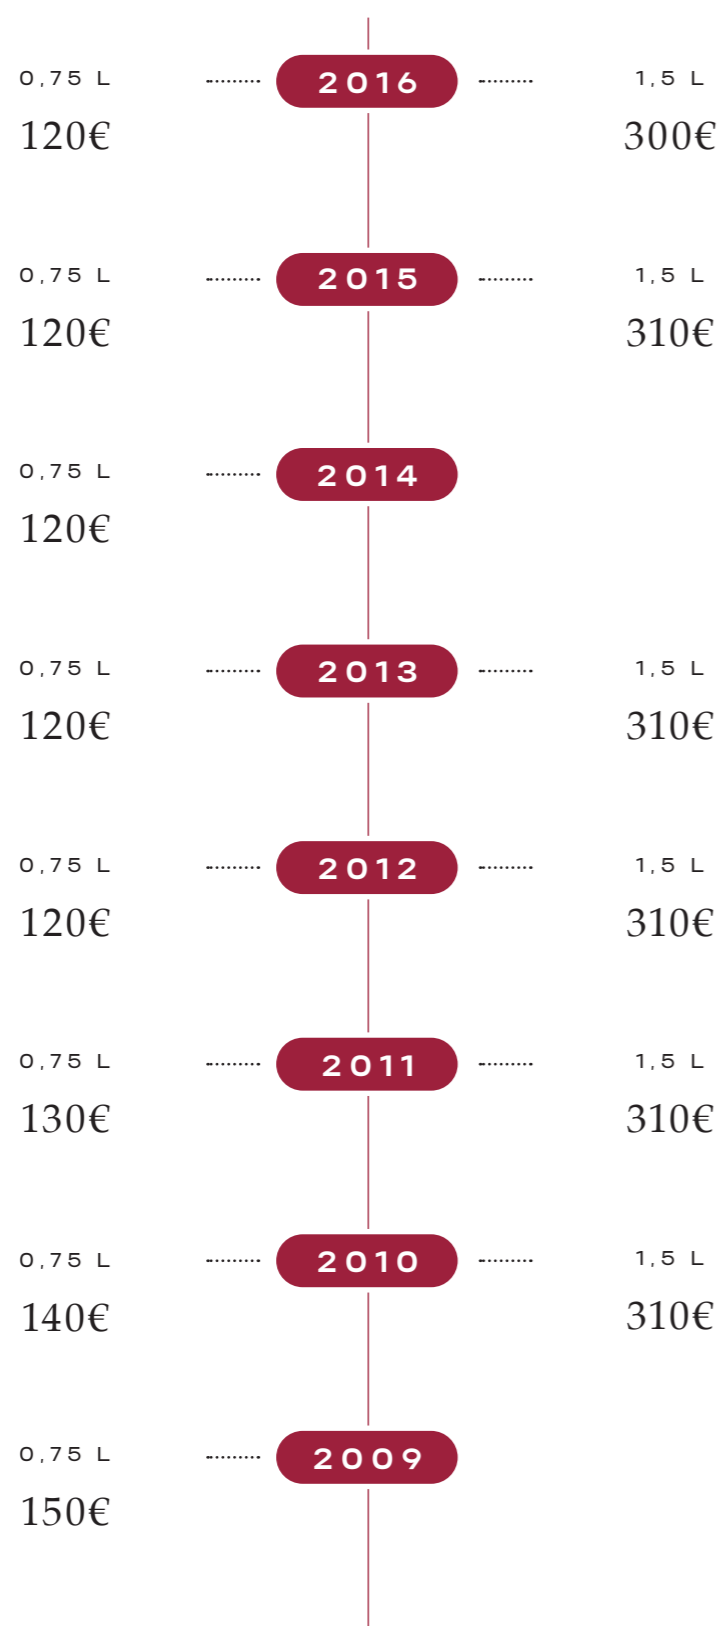 0,75 L 2016 1,5 L
120€ 300€
0,75 L 2015 1,5 L
120€ 310€
0,75 L 2014
120€
0,75 L 2013 1,5 L
120€ 310€
0,75 L 2012 1,5 L
120€ 310€
0,75 L 2011 1,5 L
130€ 310€
0,75 L 2010 1,5 L
140€ 310€
0,75 L 2009
150€